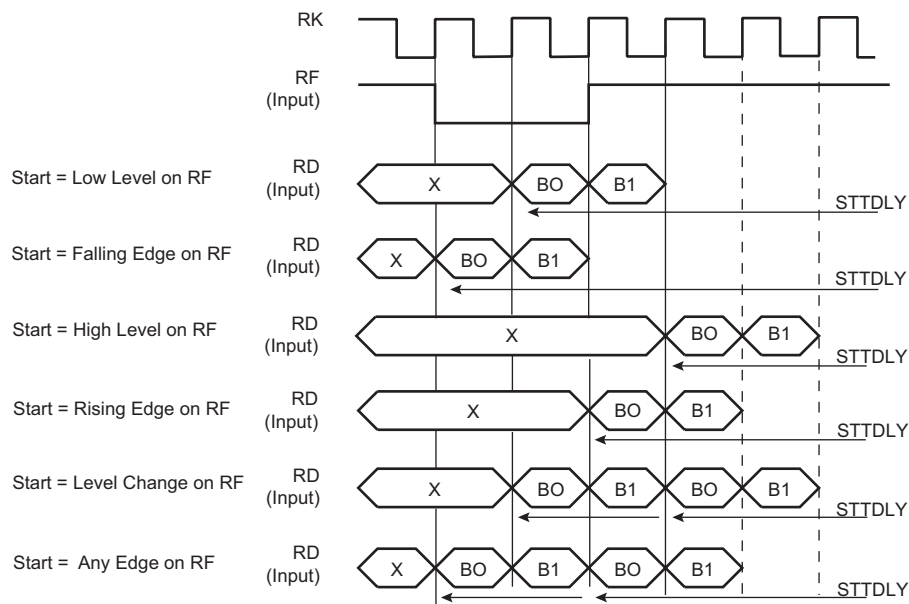 RK
RF
(Input)
Start = Low Level on RF
RD
(Input)
X
BO
B1
STTDLY
Start = Falling Edge on RF
RD
(Input)
X
BO
B1
STTDLY
Start = High Level on RF
RD
(Input)
X
BO
B1
STTDLY
Start = Rising Edge on RF
RD
(Input)
X
BO
B1
STTDLY
Start = Level Change on RF
RD
(Input)
X
BO
B1
BO
B1
STTDLY
Start = Any Edge on RF
RD
(Input)
X
BO
B1
BO
B1
STTDLY